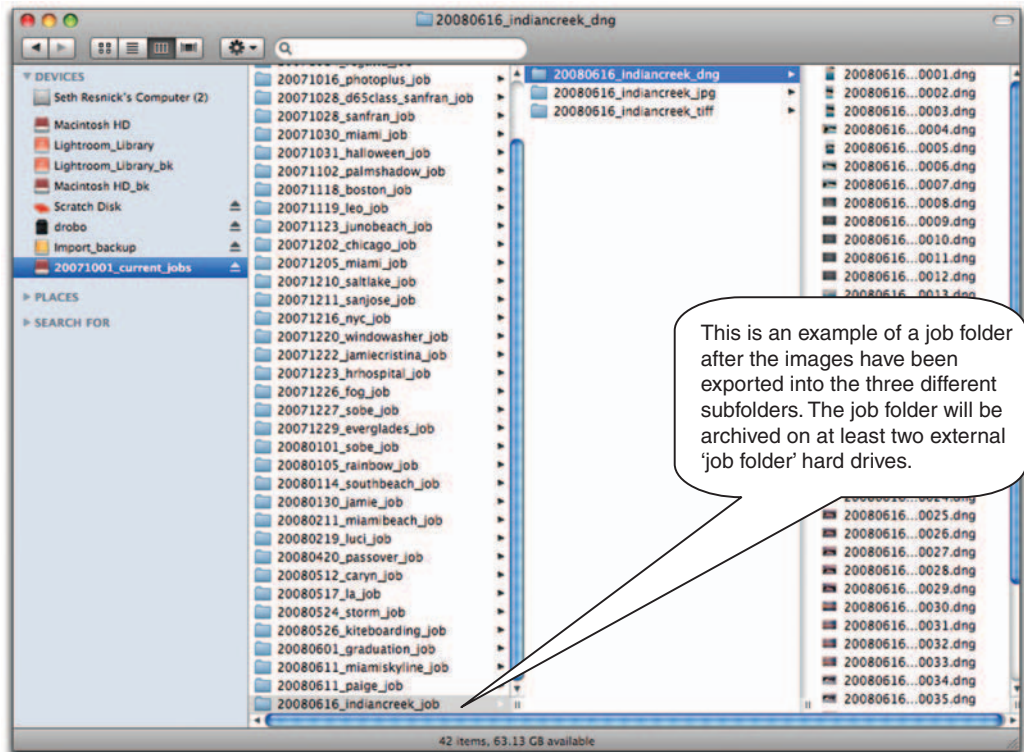 20080616_indiancreek_dng
DEVICES
Seth Resnick's Computer (2)
Macintosh HD
Lightroom_Library
Lightroom_Library_bk
Macintosh HD_bk
Scratch Disk
drobo
Import_backup
20071001_current_jobs
PLACES
SEARCH FOR
20071016_photoplus_job
20071028_d65class_sanfran_job
20071028_sanfran_job
20071030_miami_job
20071031_halloween_job
20071102_palmshadow_job
20071118_boston_job
20071119_leo_job
20071123_junobeach_job
20071202_chicago_job
20071205_miami_job
20071210_saltlake_job
20071211_sanjose_job
20071216_nyc_job
20071220_windowasher_job
20071222_jamiecristina_job
20071223_hrhospital_job
20071226_fog_job
20071227_sobe_job
20071229_everglades_job
20080101_sobe_job
20080105_rainbow_job
20080114_southbeach_job
20080130_jamie_job
20080211_miamibeach_job
20080219_luci_job
20080420_passover_job
20080512_caryn_job
20080517_la_job
20080524_storm_job
20080526_kiteboarding_job
20080601_graduation_job
20080611_miamiskyline_job
20080611_paige_job
20080616_indiancreek_job
20080616_indiancreek_dng
20080616_indiancreek_jpg
20080616_indiancreek_tiff
20080616...0001.dng
20080616...0002.dng
20080616...0003.dng
20080616...0004.dng
20080616...0005.dng
20080616...0006.dng
20080616...0007.dng
20080616...0008.dng
20080616...0009.dng
20080616...0010.dng
20080616...0011.dng
20080616...0012.dng
20080616...0013.dng
This is an example of a job folder
after the images have been
exported into the three different
subfolders. The job folder will be
archived on at least two external
'job folder' hard drives.
20080616...0025.dng
20080616...0026.dng
20080616...0027.dng
20080616...0028.dng
20080616...0029.dng
20080616...0030.dng
20080616...0031.dng
20080616...0032.dng
20080616...0033.dng
20080616...0034.dng
20080616...0035.dng
42 items, 63.13 GB available